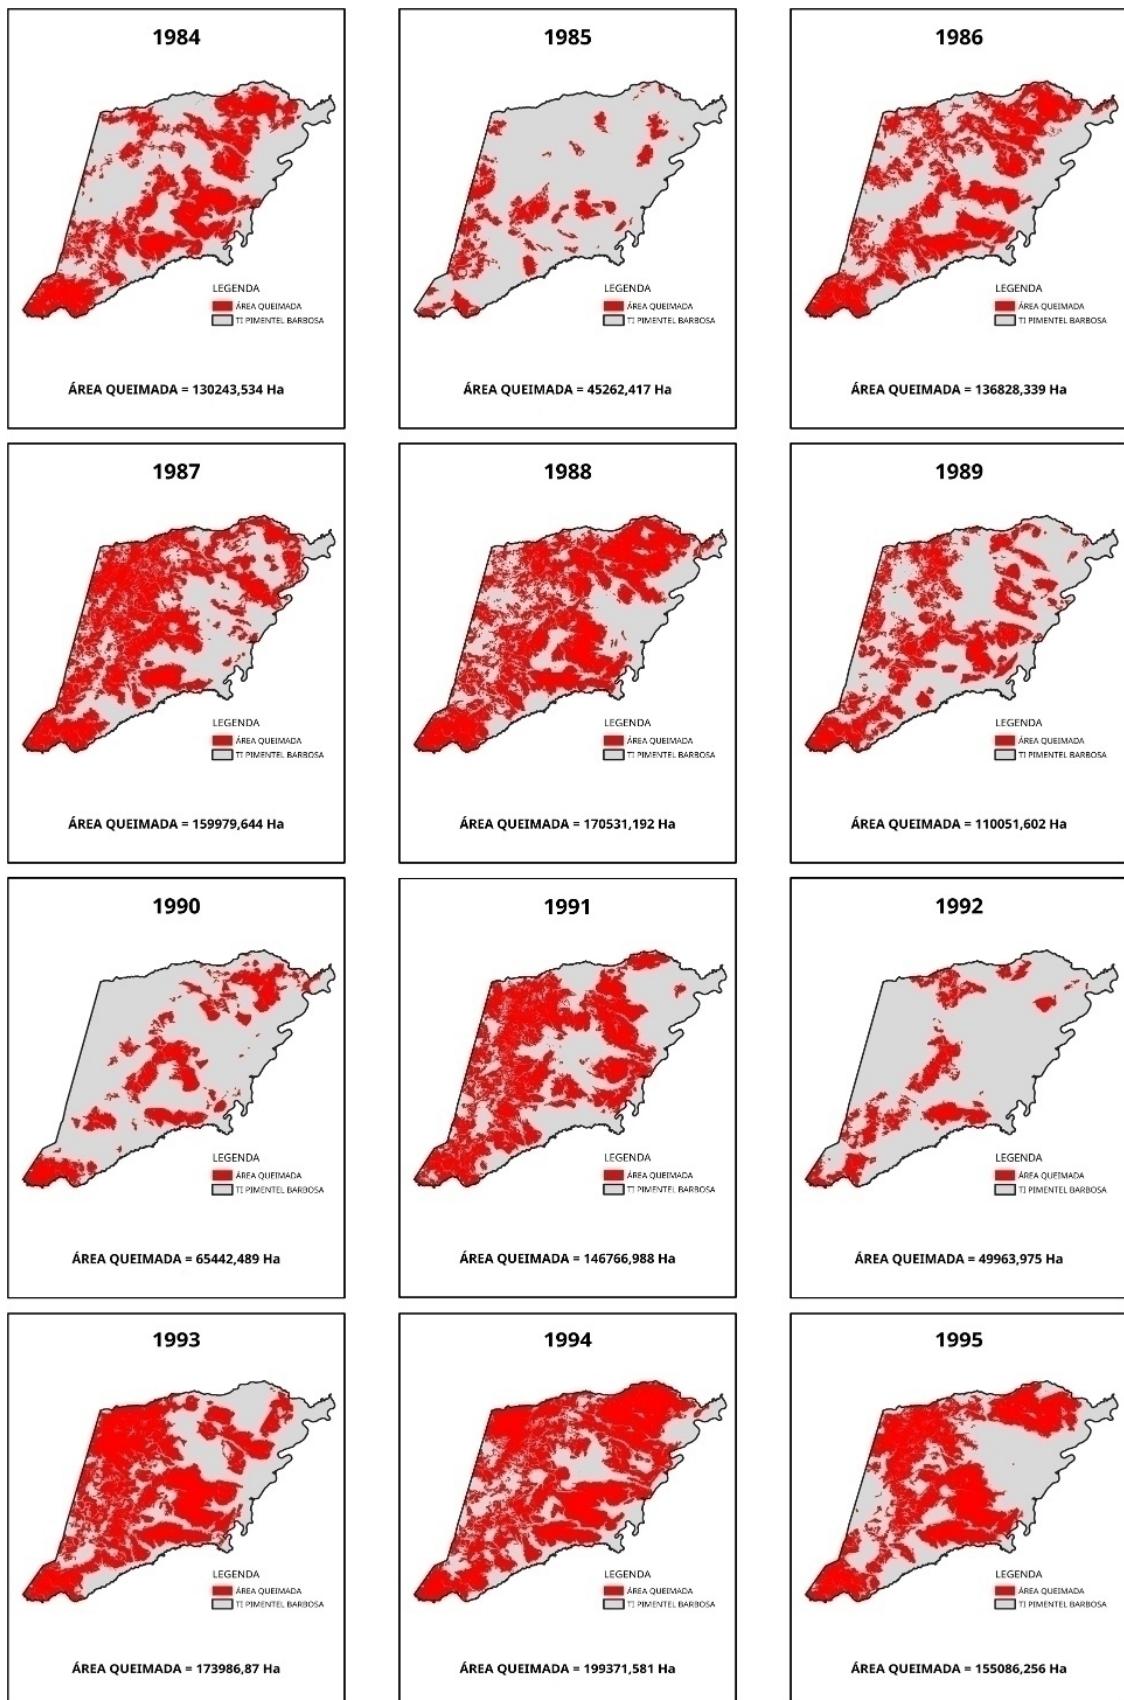 1984
LEGENDA
ÁREA QUEIMADA
TI PIMENTEL BARBOSA
ÁREA QUEIMADA = 130243,534 Ha
1985
LEGENDA
ÁREA QUEIMADA
TI PIMENTEL BARBOSA
ÁREA QUEIMADA = 45262,417 Ha
1986
LEGENDA
ÁREA QUEIMADA
TI PIMENTEL BARBOSA
ÁREA QUEIMADA = 136828,339 Ha
1987
LEGENDA
ÁREA QUEIMADA
TI PIMENTEL BARBOSA
ÁREA QUEIMADA = 159979,644 Ha
1988
LEGENDA
ÁREA QUEIMADA
TI PIMENTEL BARBOSA
ÁREA QUEIMADA = 170531,192 Ha
1989
LEGENDA
ÁREA QUEIMADA
TI PIMENTEL BARBOSA
ÁREA QUEIMADA = 110051,602 Ha
1990
LEGENDA
ÁREA QUEIMADA
TI PIMENTEL BARBOSA
ÁREA QUEIMADA = 65442,489 Ha
1991
LEGENDA
ÁREA QUEIMADA
TI PIMENTEL BARBOSA
ÁREA QUEIMADA = 146766,988 Ha
1992
LEGENDA
ÁREA QUEIMADA
TI PIMENTEL BARBOSA
ÁREA QUEIMADA = 49963,975 Ha
1993
LEGENDA
ÁREA QUEIMADA
TI PIMENTEL BARBOSA
ÁREA QUEIMADA = 173986,87 Ha
1994
LEGENDA
ÁREA QUEIMADA
TI PIMENTEL BARBOSA
ÁREA QUEIMADA = 199371,581 Ha
1995
LEGENDA
ÁREA QUEIMADA
TI PIMENTEL BARBOSA
ÁREA QUEIMADA = 155086,256 Ha